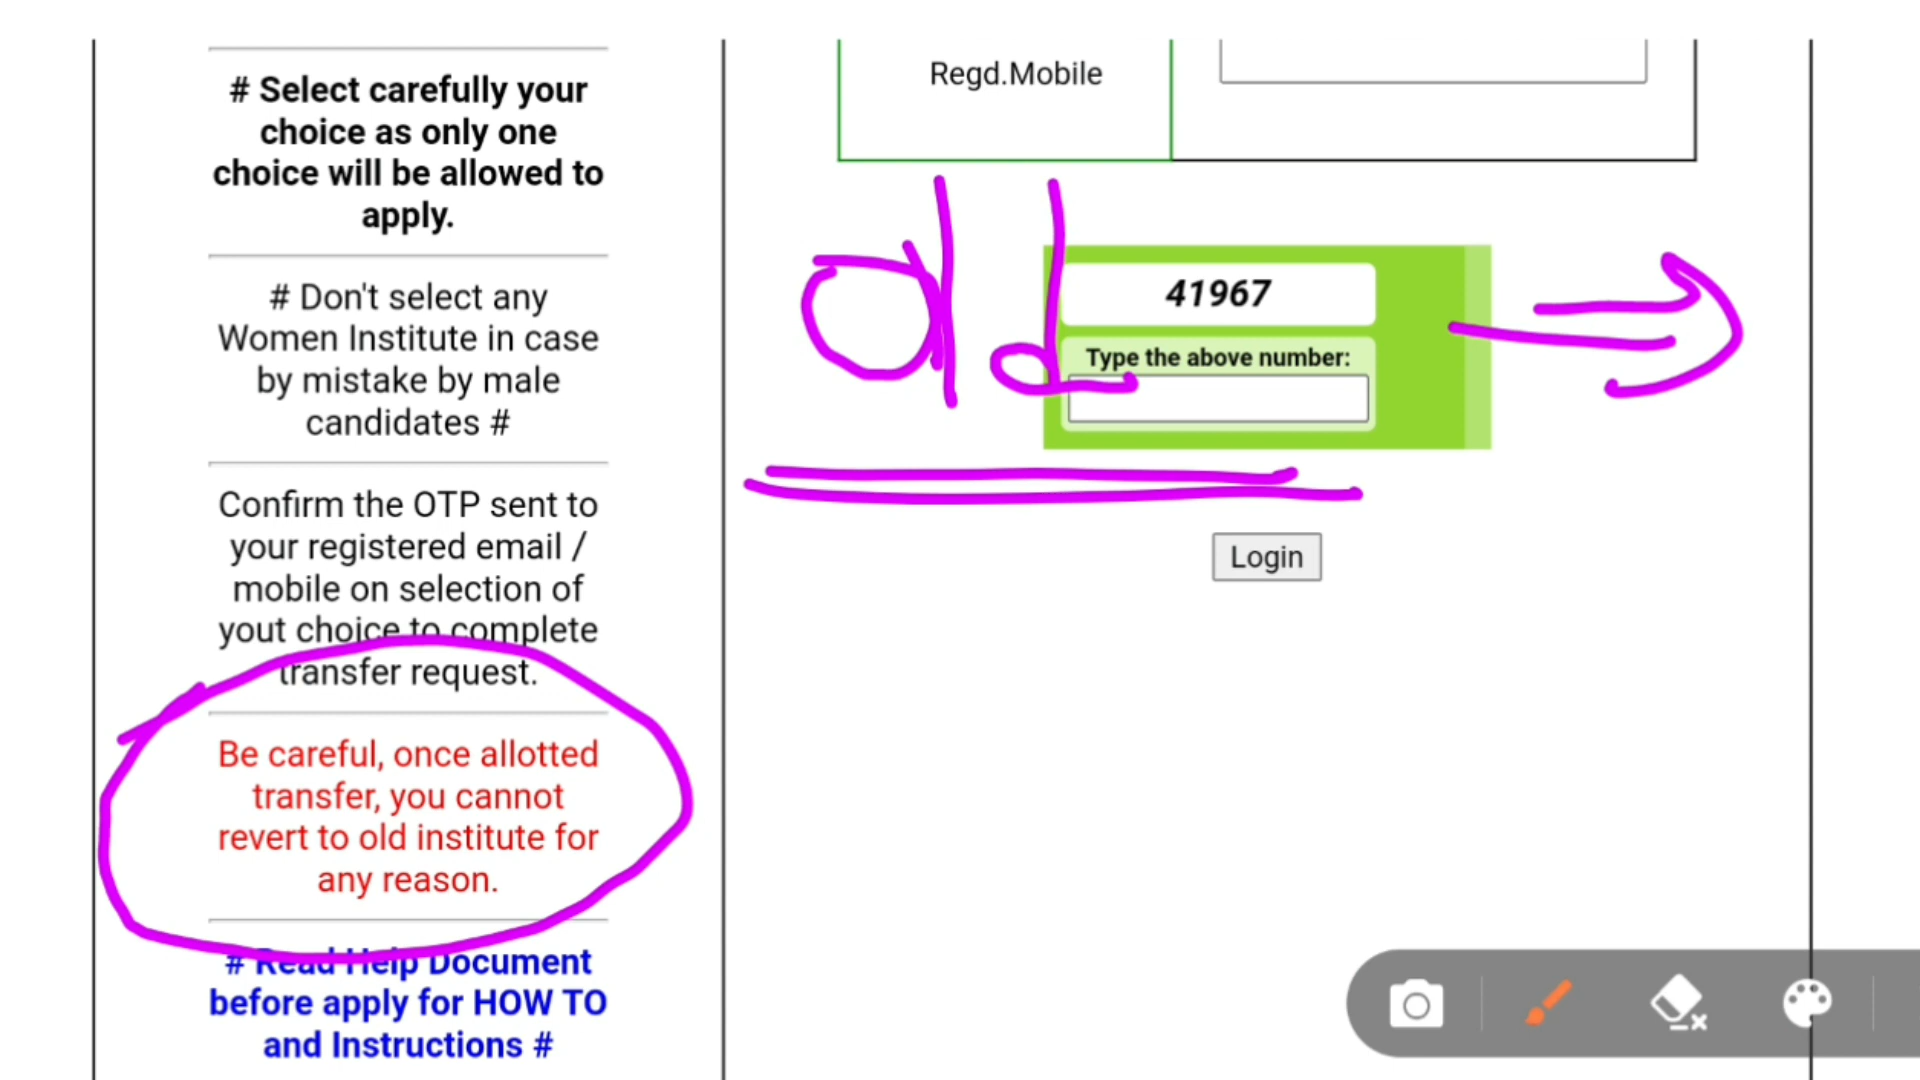 # Select carefully your
choice as only one
choice will be allowed to
apply.
# Don't select any
Women Institute in case
by mistake by male
candidates #
Confirm the OTP sent to
your registered email /
mobile on selection of
yout choice to complete
transfer request.
Be careful, once allotted
transfer, you cannot
revert to old institute for
any reason.
# Read Help Document
before apply for HOW TO
and Instructions #
Regd.Mobile
41967
Type the above number:
Login